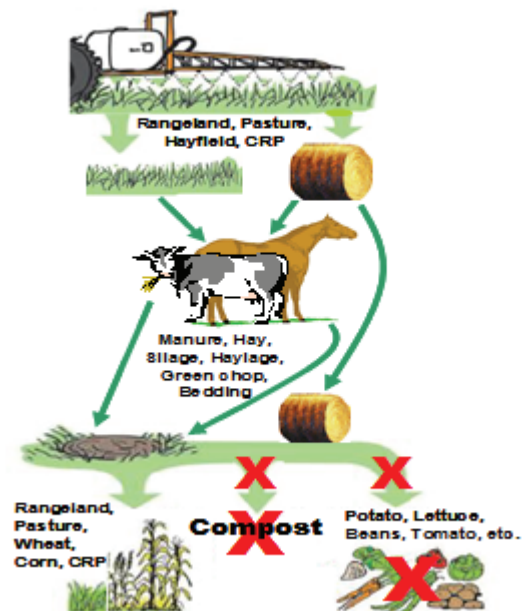 Rangeland, Pasture,
Hayfield, CRP
Manure, Hay,
Silage, Haylage,
Green chop,
Bedding
Rangeland,
Pasture,
Wheat,
Corn, CRP
Compost
Potato, Lettuce,
Beans, Tomato, etc.